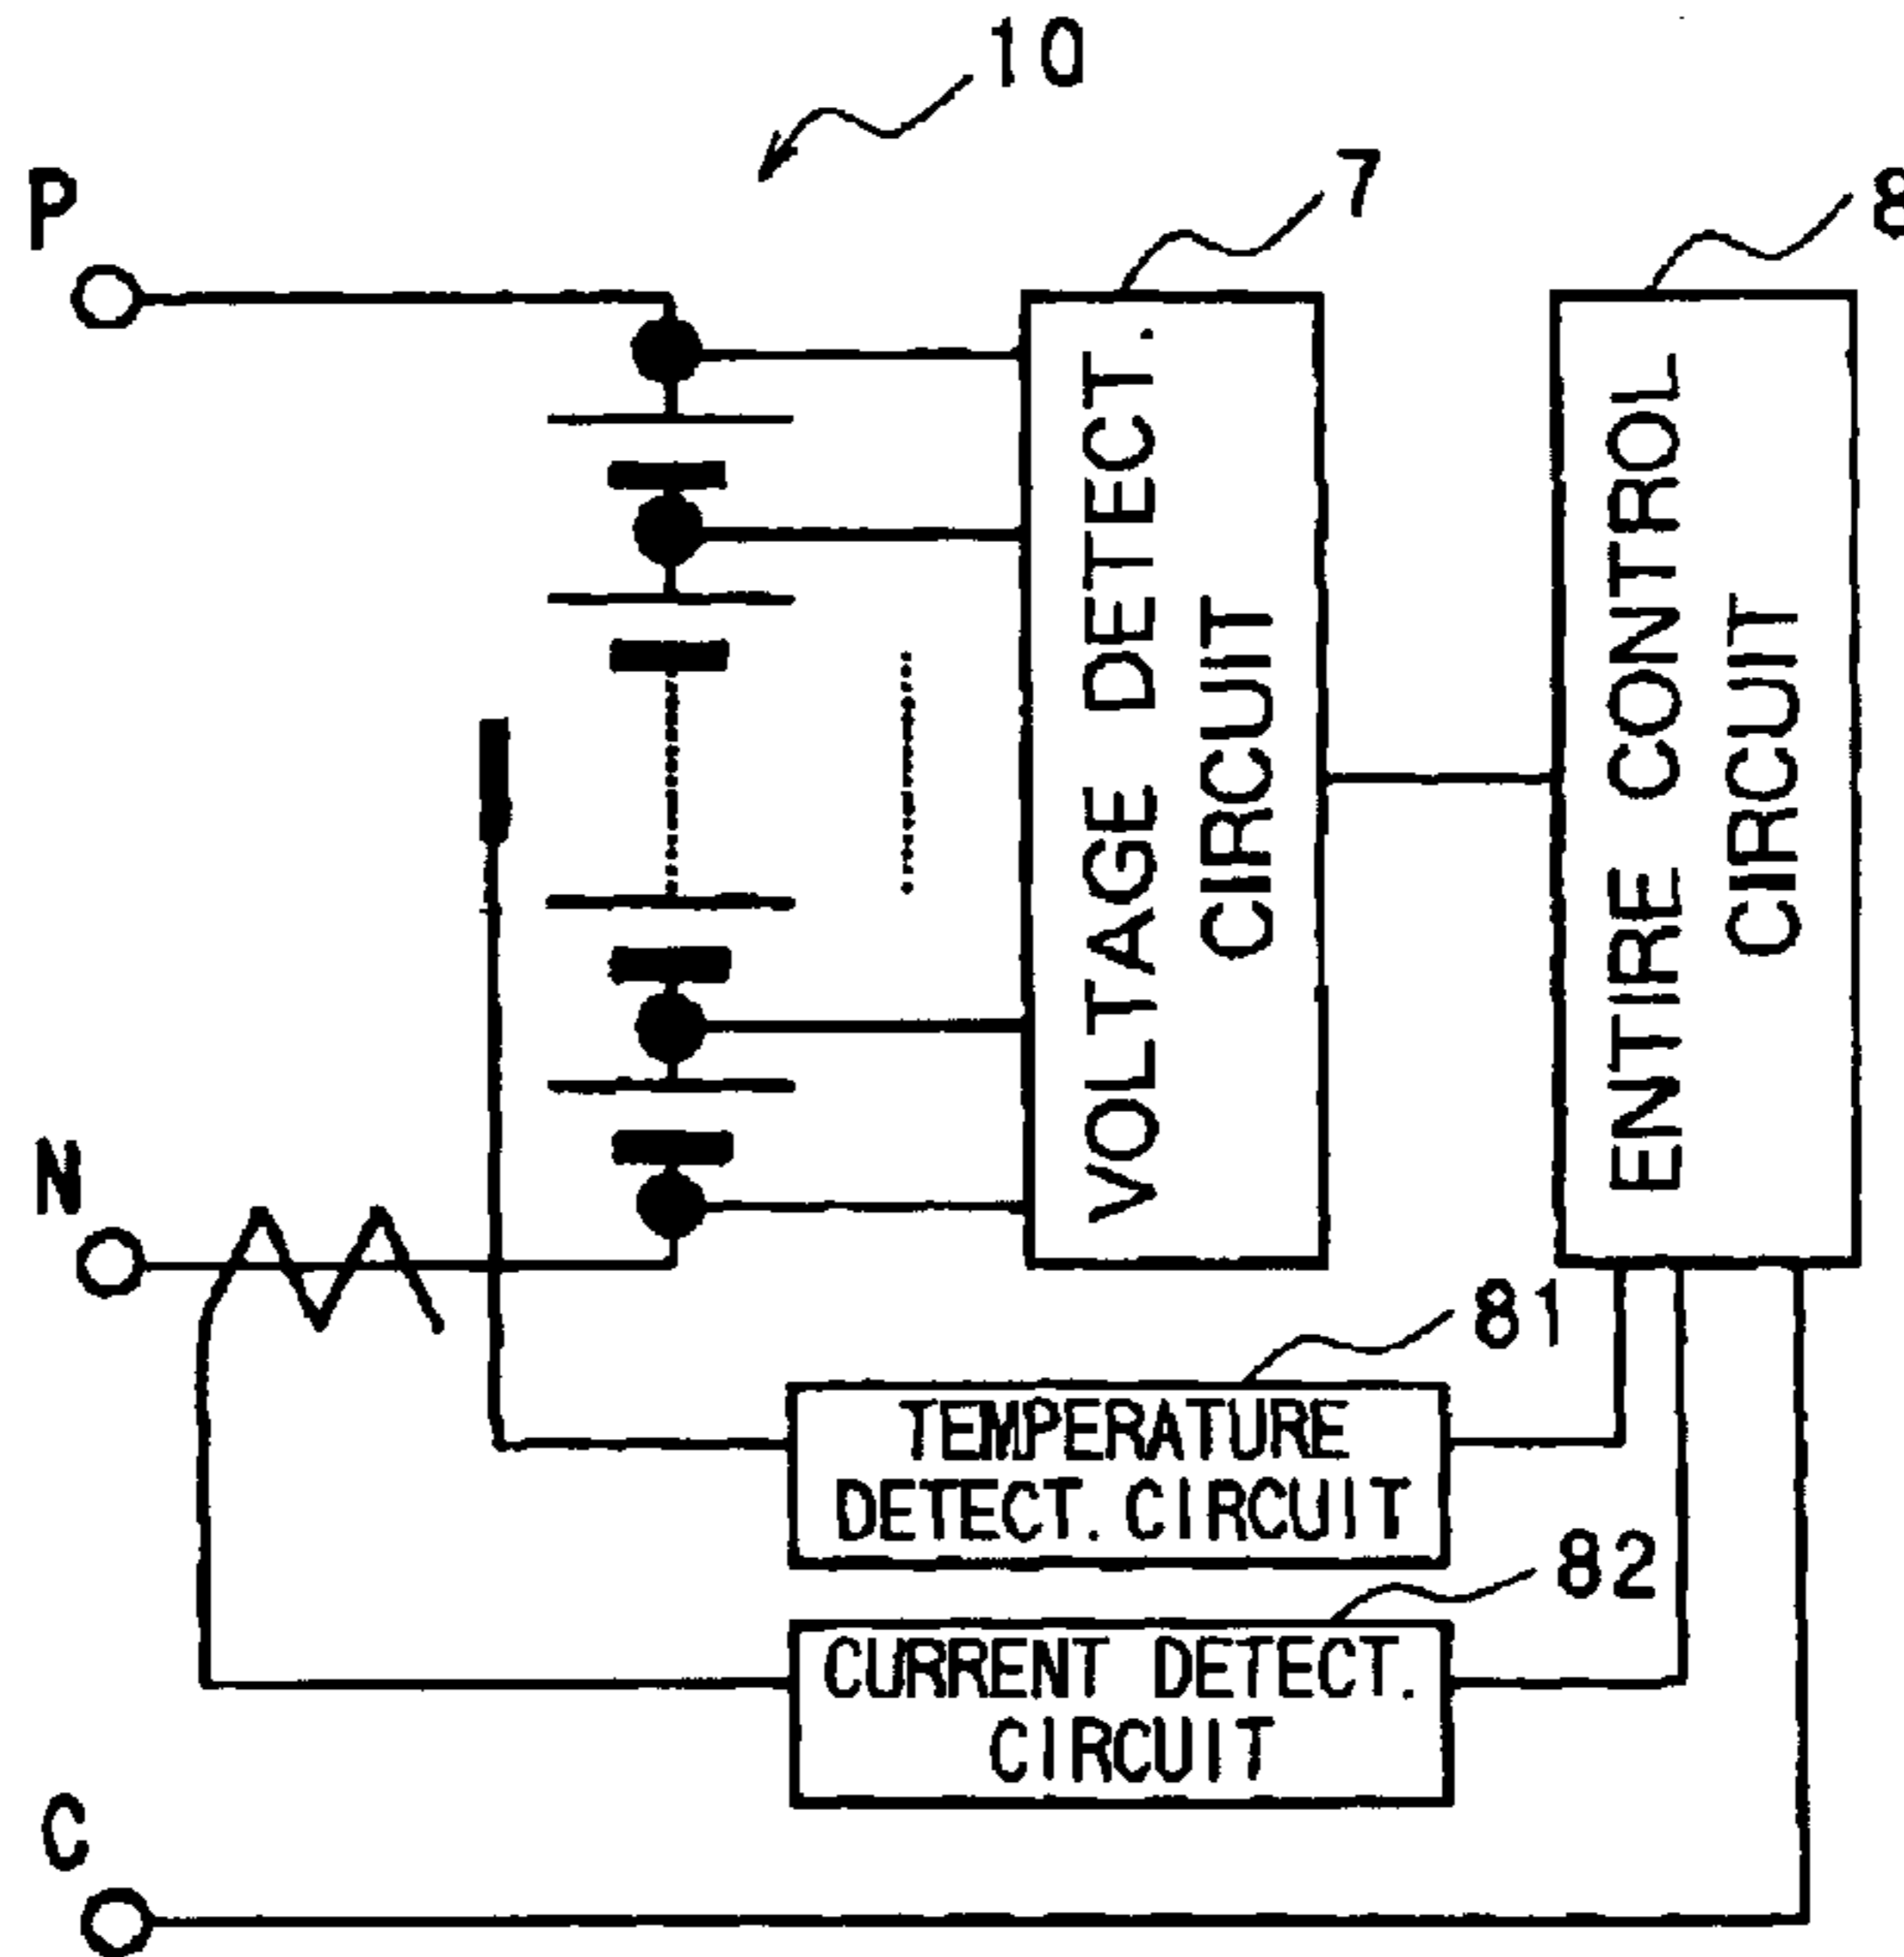 10
7
8
P
VOLTAGE DETECT.
CIRCUIT
ENTIRE CONTROL
CIRCUIT
N
81
TEMPERATURE
DETECT. CIRCUIT
82
CURRENT DETECT.
CIRCUIT
C